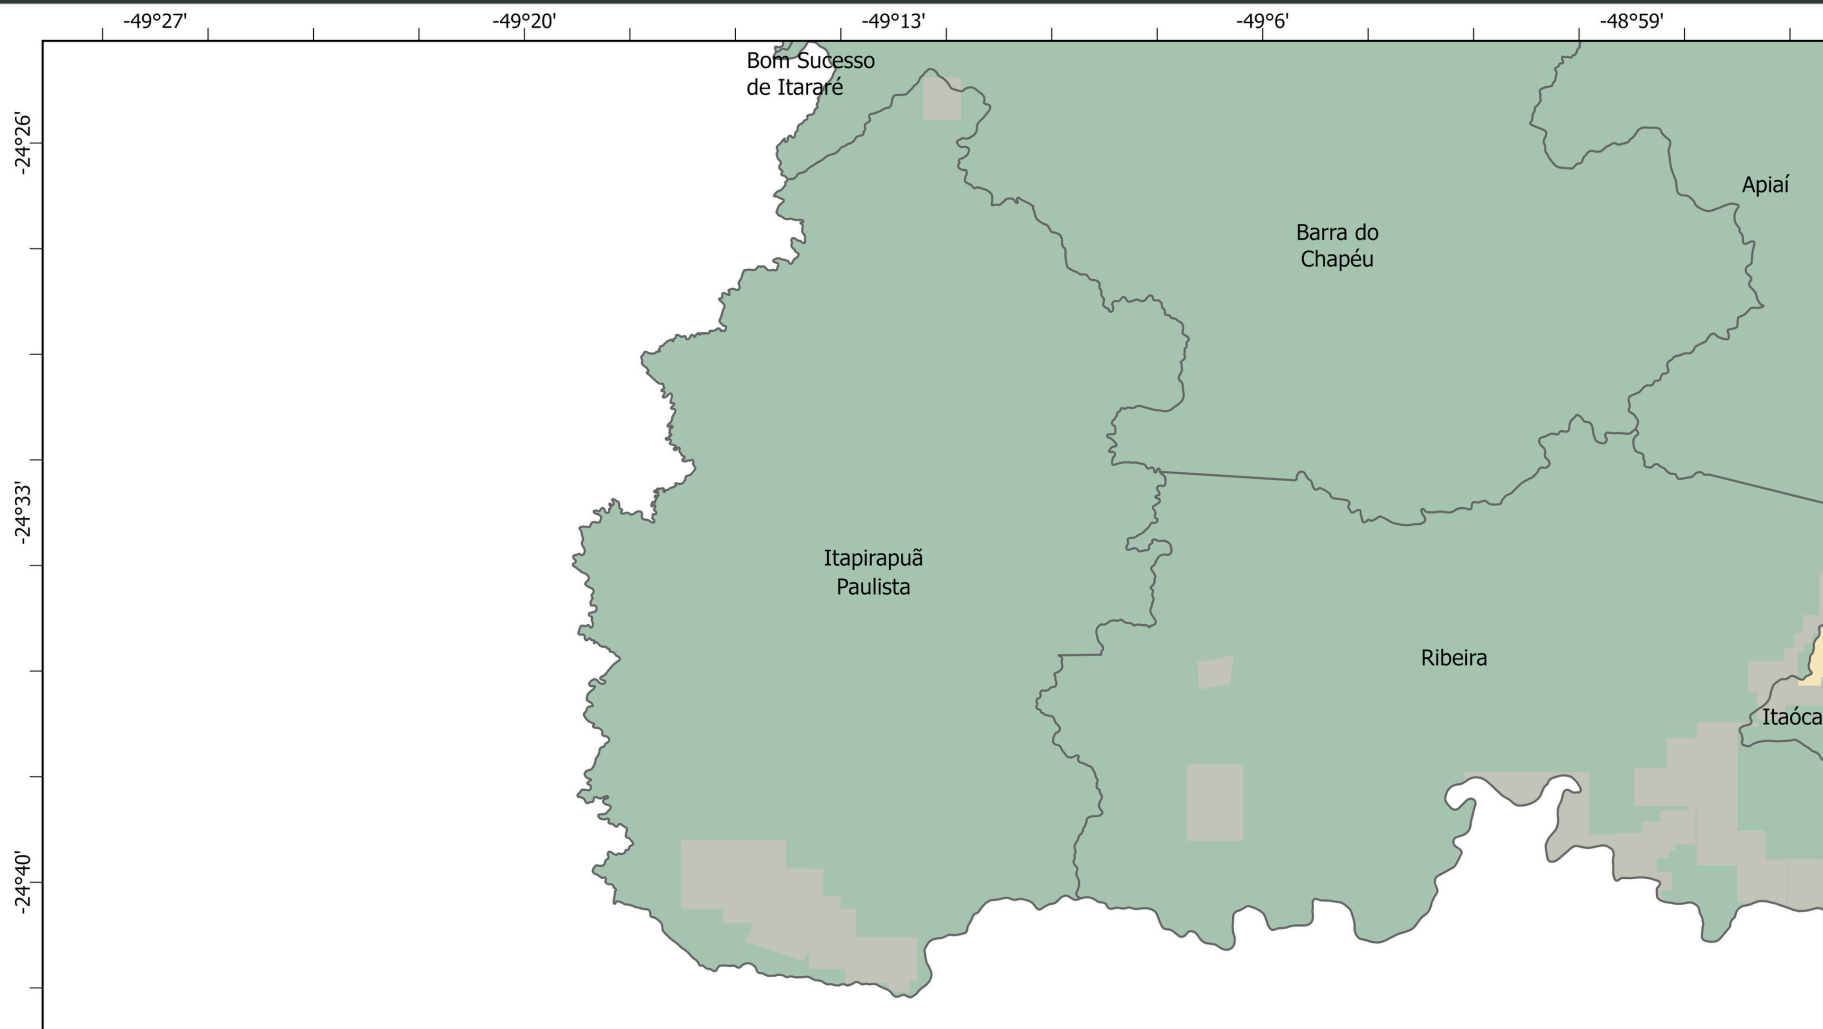 -49°27'
-49°20'
-49°13'
-49°6'
-48°59'
-24°26'
-24°33'
-24°40'
Bom Sucesso
de Itararé
Apiaí
Barra do
Chapéu
Itapirapuã
Paulista
Ribeira
Itaóca